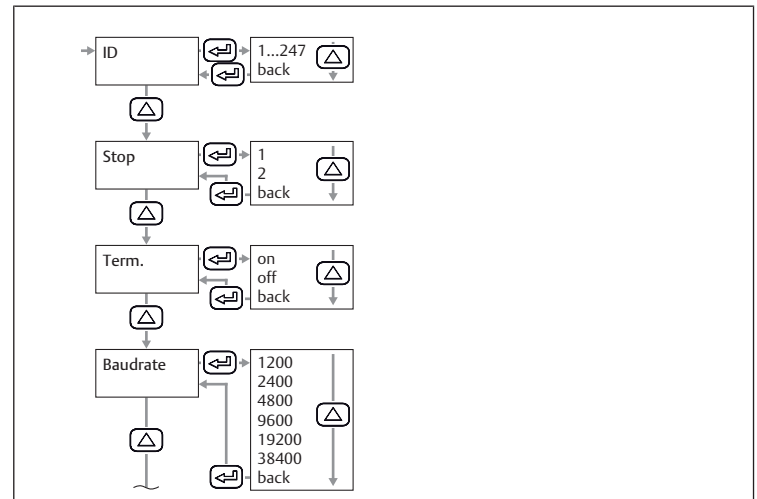 ID
1...247
back
Stop
1
2
back
Term.
on
off
back
Baudrate
1200
2400
4800
9600
19200
38400
back